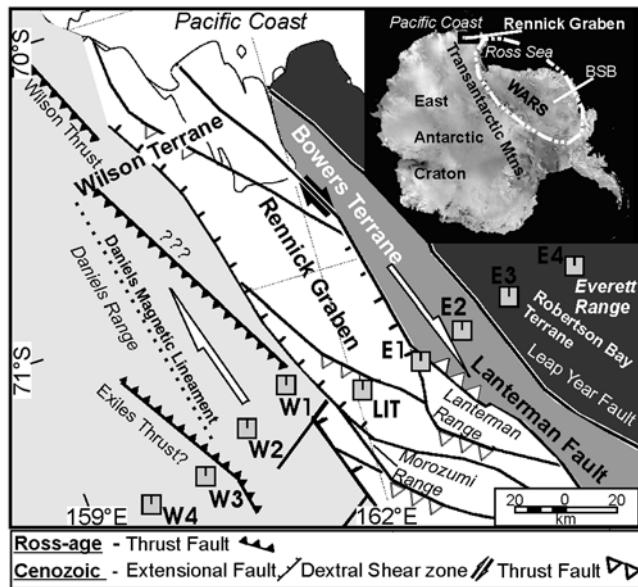 Pacific Coast
70°S
Wilson Thrust
Wilson Terrane
???
Daniels Magnetic Lineament
Daniels Range
Rennick Graben
Bowers Terrane
Pacific Coast
Rennick Graben
Ross Sea
BSB
WARS
Transantarctic Mtns.
East
Antarctic
Craton
E4
E3
Everett
Range
E2
Robertson Bay
Terrane
E1
Leap Year Fault
71°S
Lanterman Fault
W1
LIT
Lanterman
Range
Exiles Thrust?
W2
Morozumi
Range
W3
W4
159°E
162°E
20 0 20
km
Ross-age - Thrust Fault
Cenozoic - Extensional Fault Dextral Shear zone Thrust Fault